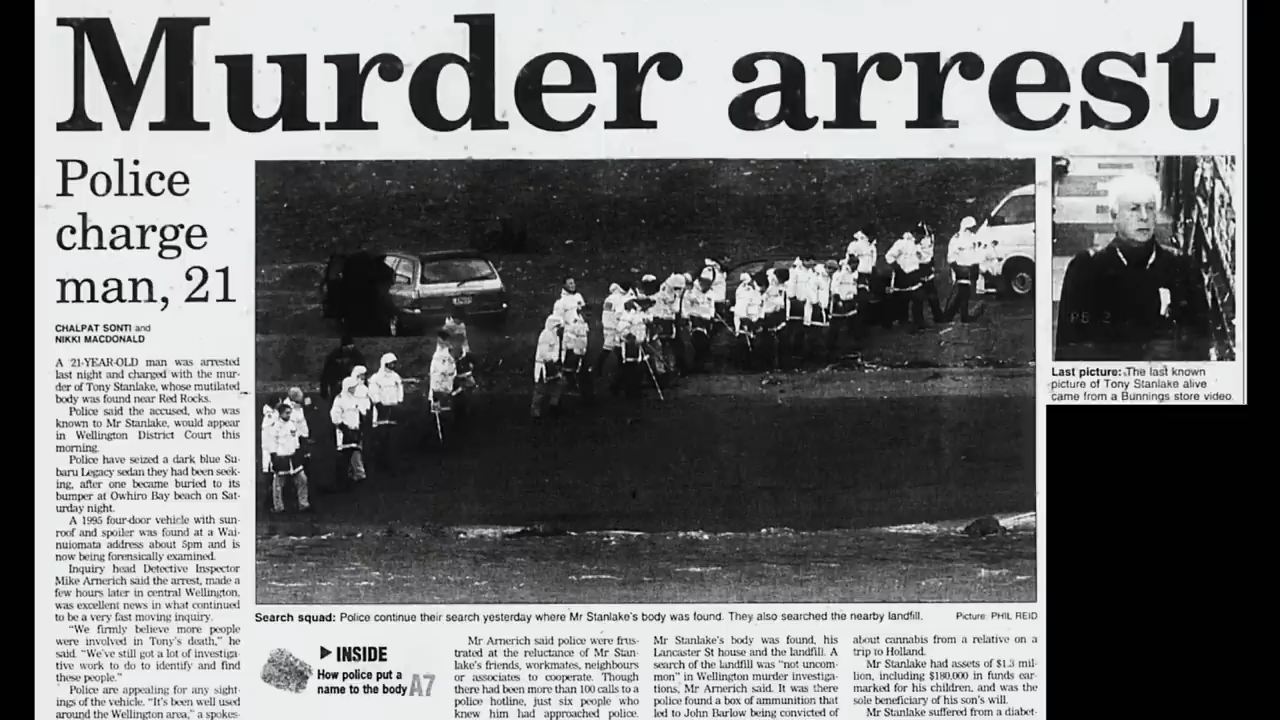 Murder arrest
Police
charge
man, 21
CHALPAT SONTI and
NIKKI MACDONALD
A 21-YEAR-OLD man was arrested
last night and charged with the mur-
der of Tony Stanlake, whose mutilated
body was found near Red Rocks.
Police said the accused, who was
known to Mr Stanlake, would appear
in Wellington District Court this
morning.
Police have seized a dark blue Su-
baru Legacy sedan they had been seek-
ing, after one became buried to its
bumper at Owhiro Bay beach on Sat-
urday night.
A 1995 four-door vehicle with sun-
roof and spoiler was found at a Wai-
nuiomata address about 5pm and is
now being forensically examined.
Inquiry head Detective Inspector
Mike Arnerich said the arrest, made a
few hours later in central Wellington,
was excellent news in what continued
to be a very fast moving inquiry.
"We firmly believe more people
were involved in Tony's death," he
said. "We've still got a lot of investiga-
tive work to do to identify and find
these people."
Police are appealing for any sight-
ings of the vehicle. "It's been well used
around the Wellington area," a spokes-
Search squad: Police continue their search yesterday where Mr Stanlake's body was found. They also searched the nearby landfill.
Picture: PHIL REID
INSIDE
How police put a
name to the body A7
Mr Arnerich said police were frus-
trated at the reluctance of Mr Stan-
lake's friends, workmates, neighbours
or associates to cooperate. Though
there had been more than 100 calls to a
police hotline, just six people who
knew him had approached police.
Mr Stanlake's body was found, his
Lancaster St house and the landfill. A
search of the landfill was "not uncom-
mon" in Wellington murder investiga-
tions, Mr Arnerich said. It was there
police found a box of ammunition that
led to John Barlow being convicted of
about cannabis from a relative on a
trip to Holland.
Mr Stanlake had assets of $1.3 mil-
lion, including $180,000 in funds ear-
marked for his children, and was the
sole beneficiary of his son's will.
Mr Stanlake suffered from a diabet-
Last picture: The last known
picture of Tony Stanlake alive
came from a Bunnings store video.